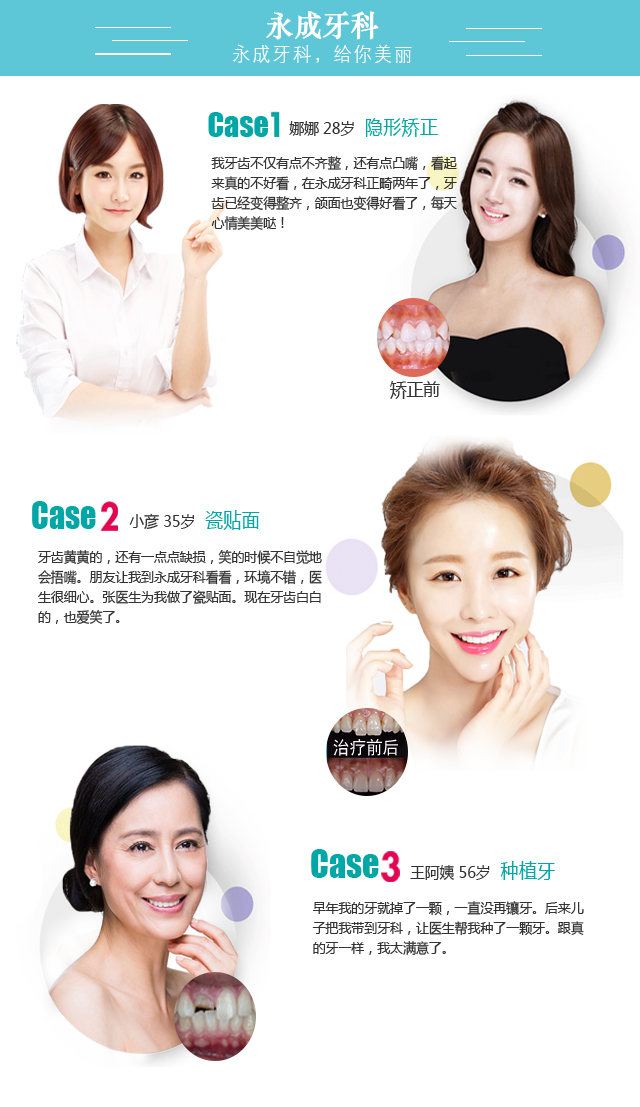 永成牙科
永成牙科，给你美丽
Case1 娜娜 28岁 隐形矫正
我牙齿不仅有点不齐整，还有点凸嘴，看起
来真的不好看，在永成牙科正畸两年了，牙
齿已经变得整齐，颌面也变得好看了，每天
心情美美哒！
矫正前
Case 2 小彦 35岁 瓷贴面
牙齿黄黄的，还有一点点缺损，笑的时候不自觉地
会捂嘴。朋友让我到永成牙科看看，环境不错，医
生很细心。张医生为我做了瓷贴面。现在牙齿白白
的，也爱笑了。
治疗前后
Case3 王阿姨 56岁 种植牙
早年我的牙就掉了一颗，一直没再镶牙。后来儿
子把我带到牙科，让医生帮我种了一颗牙。跟真
的牙一样，我太满意了。